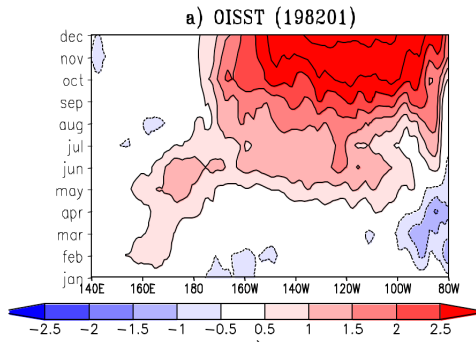 a) OISST (198201)
dec
nov
oct
sep
aug
jul
jun
may
apr
mar
feb
jan
140E 160E 180 160W 140W 120W 100W 80W
-2.5 -2 -1.5 -1 -0.5 0.5 1 1.5 2 2.5